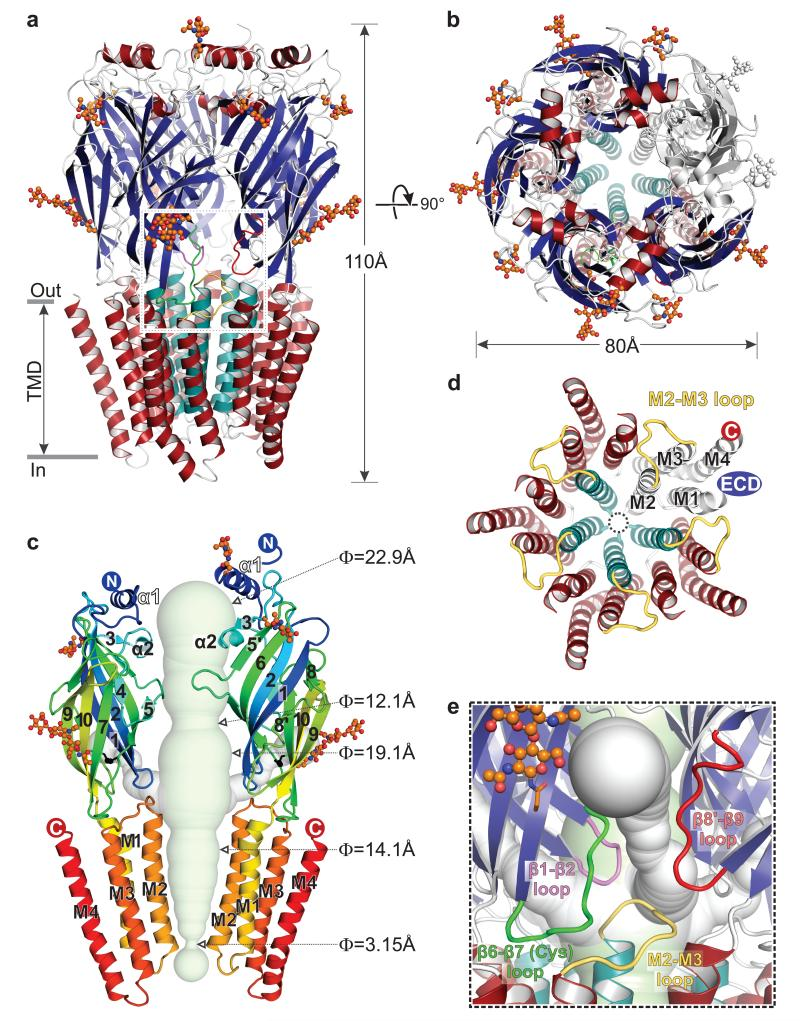 a
Out
TMD
In
110Å
90°
b
80Å
c
N
α1
N
α1
Φ=22.9Å
3
α2
α2
3
5'
6
8
4
2
5
2
1
Φ=12.1Å
9
10
7
1
8'
10
9
Φ=19.1Å
C
C
M1
Φ=14.1Å
M4
M3
M2
M2
M1
M3
M4
Φ=3.15Å
d
M2-M3 loop
C
M3
M4
ECD
M2
M1
e
β8'-β9
loop
β1-β2
loop
β6-β7 (Cys)
loop
M2-M3
loop